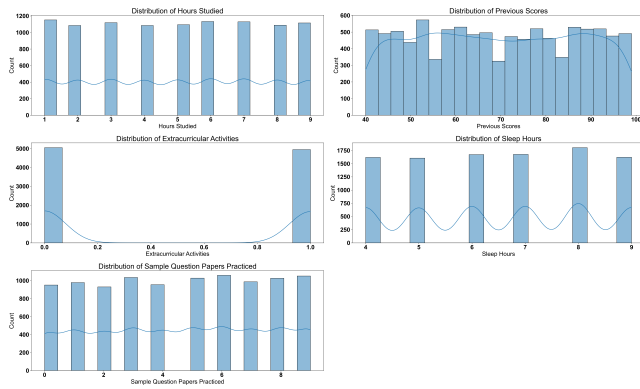 Distribution of Hours Studied
1200
1000
800
600
400
200
0
Count
1 2 3 4 5 6 7 8 9
Hours Studied
Distribution of Previous Scores
600
500
400
300
200
100
0
Count
40 50 60 70 80 90 100
Previous Scores
Distribution of Extracurricular Activities
5000
4000
3000
2000
1000
0
Count
0.0 0.2 0.4 0.6 0.8 1.0
Extracurricular Activities
Distribution of Sleep Hours
1750
1500
1250
1000
750
500
250
0
Count
4 5 6 7 8 9
Sleep Hours
Distribution of Sample Question Papers Practiced
1000
800
600
400
200
0
Count
0 2 4 6 8
Sample Question Papers Practiced